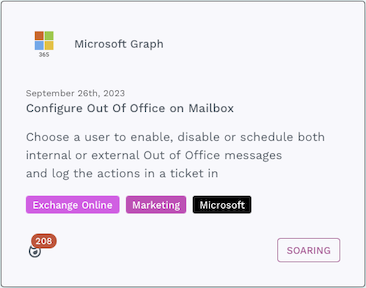 365
Microsoft Graph
September 26th, 2023
Configure Out Of Office on Mailbox
Choose a user to enable, disable or schedule both
internal or external Out of Office messages
and log the actions in a ticket in
Exchange Online Marketing Microsoft
208
SOARING